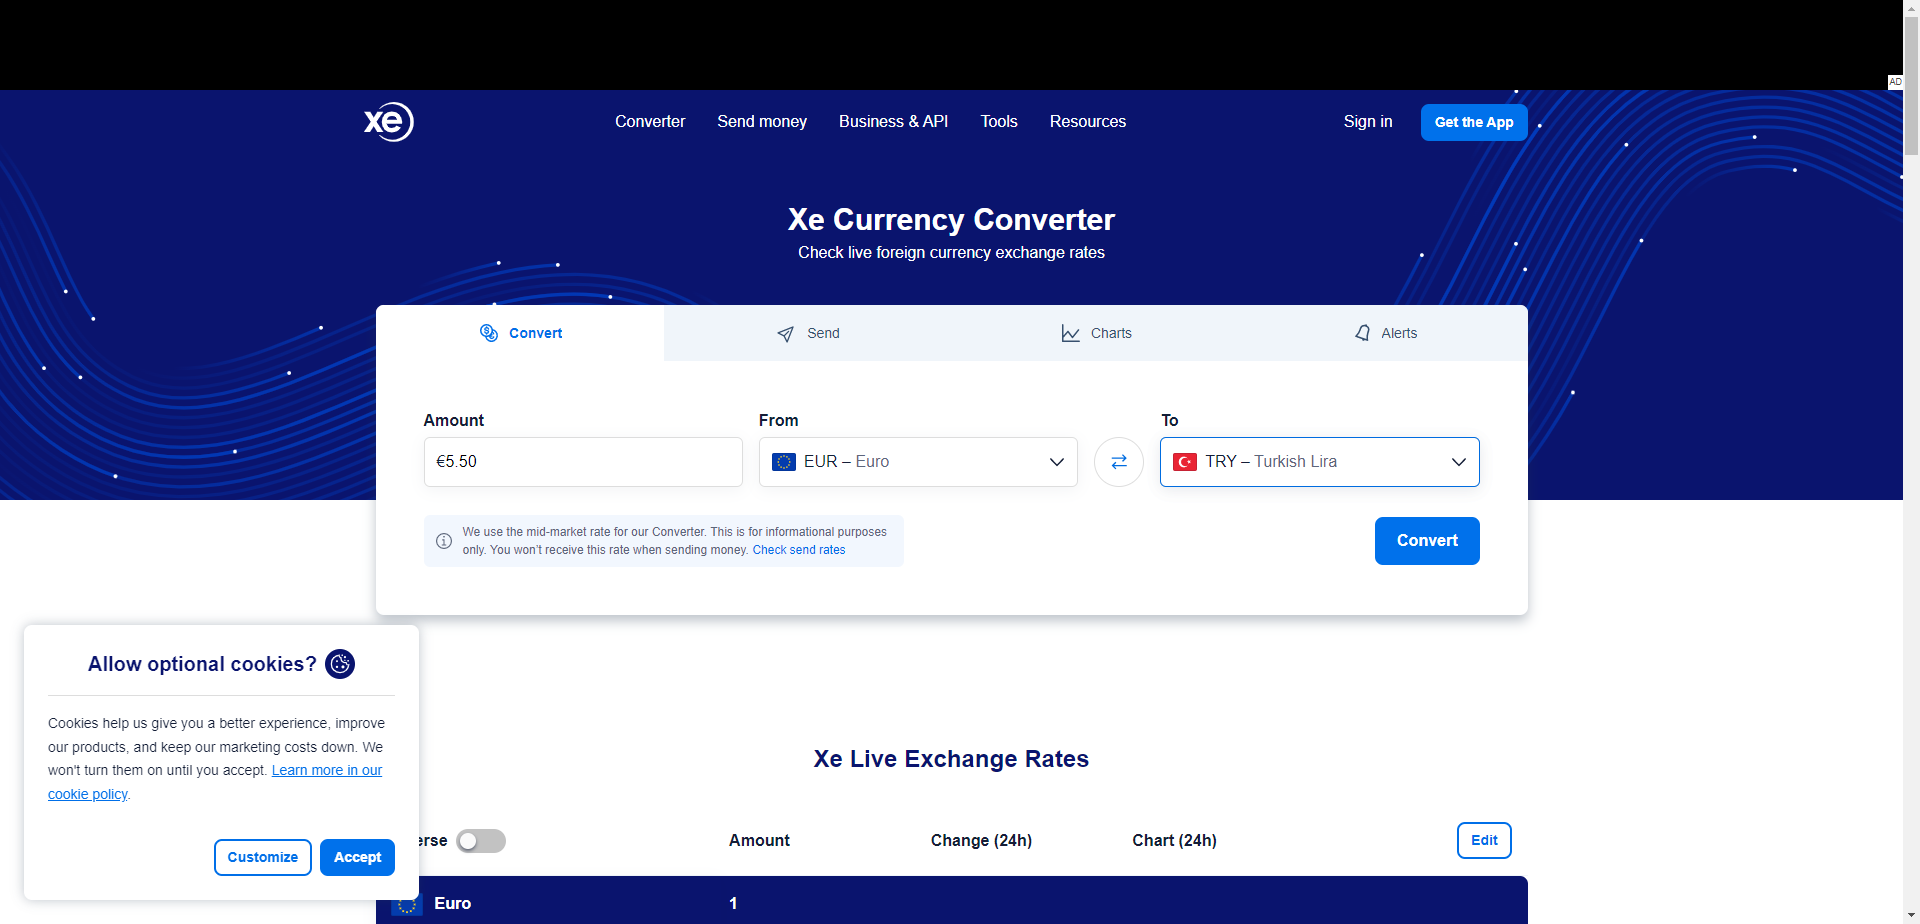 AD
xe
Converter Send money Business & API Tools Resources Sign in Get the App
Xe Currency Converter
Check live foreign currency exchange rates
Convert Send Charts Alerts
Amount From To
€5.50 EUR – Euro TRY – Turkish Lira
We use the mid-market rate for our Converter. This is for informational purposes
only. You won't receive this rate when sending money. Check send rates
Convert
Allow optional cookies?
Cookies help us give you a better experience, improve
our products, and keep our marketing costs down. We
won't turn them on until you accept. Learn more in our
cookie policy.
Customize Accept
Xe Live Exchange Rates
erse Amount Change (24h) Chart (24h) Edit
Euro 1